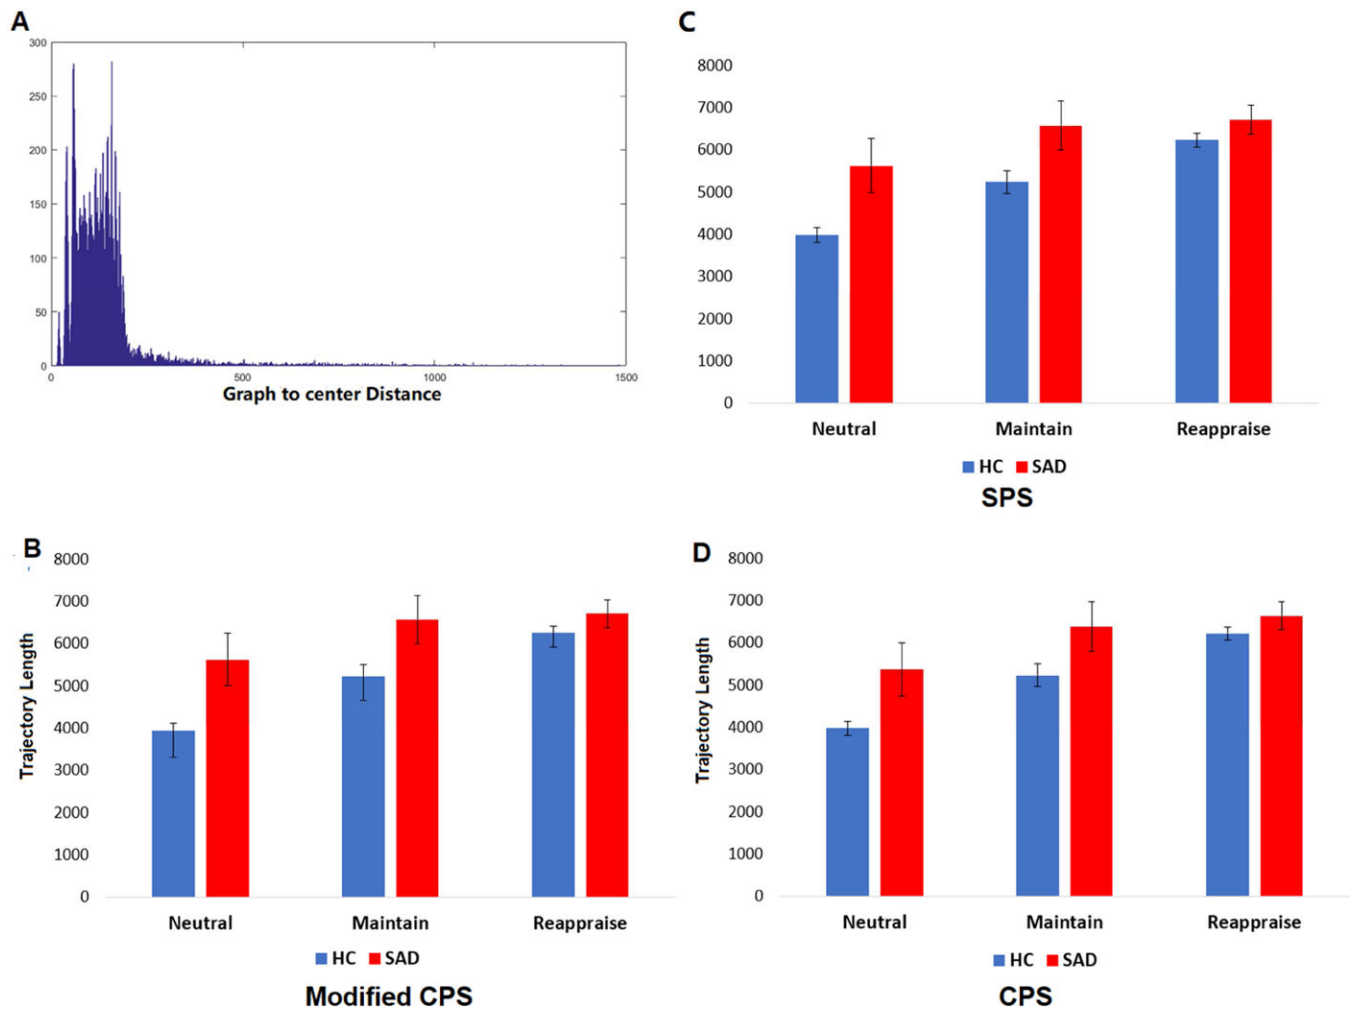 A
300
250
200
150
100
50
0
0 500 1000 1500
Graph to center Distance
C
8000
7000
6000
5000
4000
3000
2000
1000
0
Neutral Maintain Reappraise
HC SAD
SPS
B
8000
7000
6000
5000
4000
3000
2000
1000
0
Trajectory Length
Neutral Maintain Reappraise
HC SAD
Modified CPS
D
8000
7000
6000
5000
4000
3000
2000
1000
0
Trajectory Length
Neutral Maintain Reappraise
HC SAD
CPS